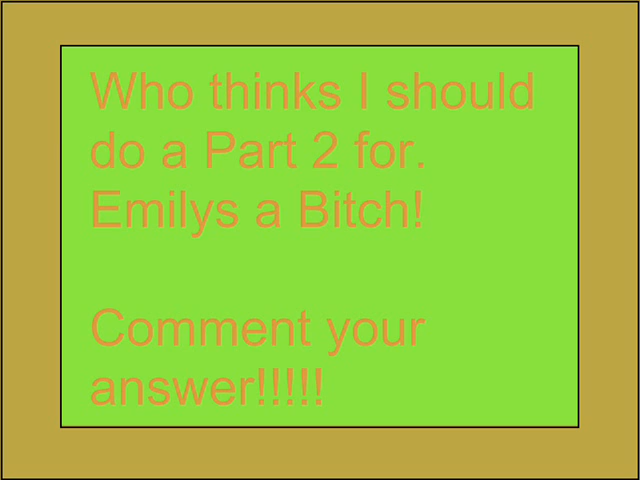 Who thinks I should
do a Part 2 for.
Emilys a Bitch!
Comment your
answer!!!!!